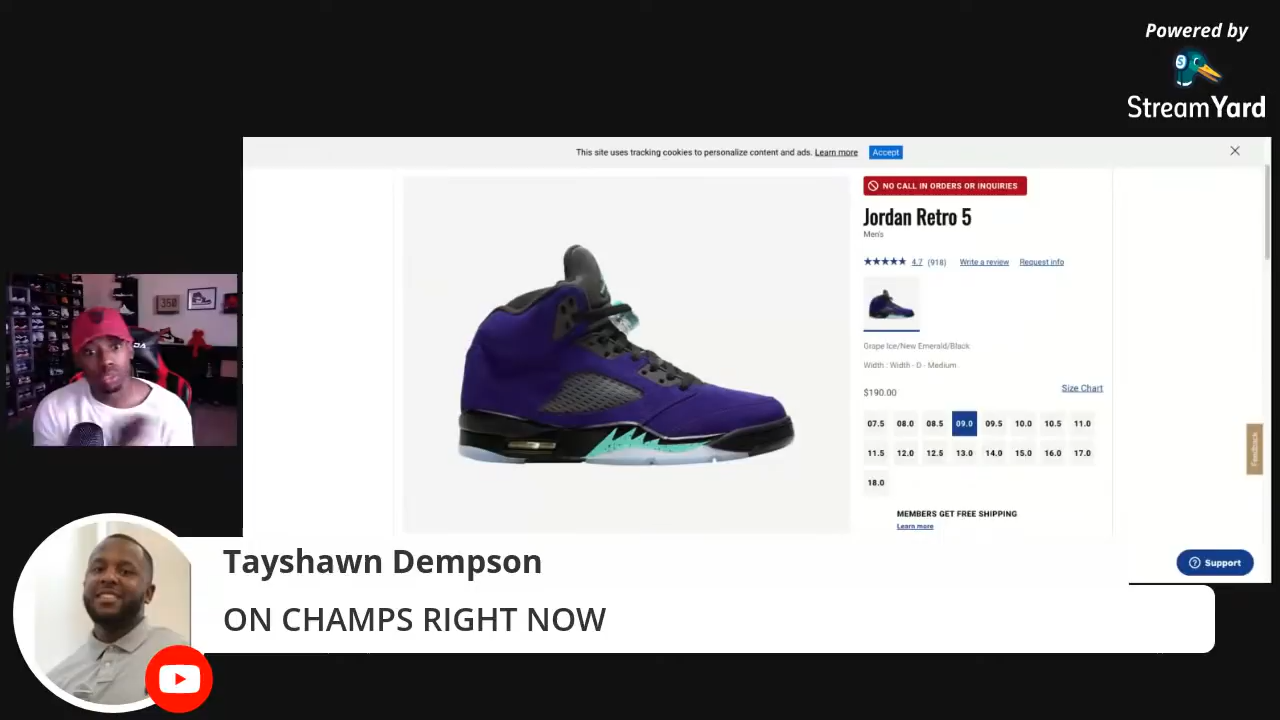 Powered by
StreamYard
This site uses tracking cookies to personalize content and ads. Learn more Accept
NO CALL IN ORDERS OR INQUIRIES
Jordan Retro 5
Men's
4.7 (918) Write a review Request info
Grape Ice/New Emerald/Black
Width : Width - D - Medium
$190.00 Size Chart
07.5 08.0 08.5 09.0 09.5 10.0 10.5 11.0
11.5 12.0 12.5 13.0 14.0 15.0 16.0 17.0
18.0
MEMBERS GET FREE SHIPPING
Learn more
Feedback
Support
350
Tayshawn Dempson
ON CHAMPS RIGHT NOW